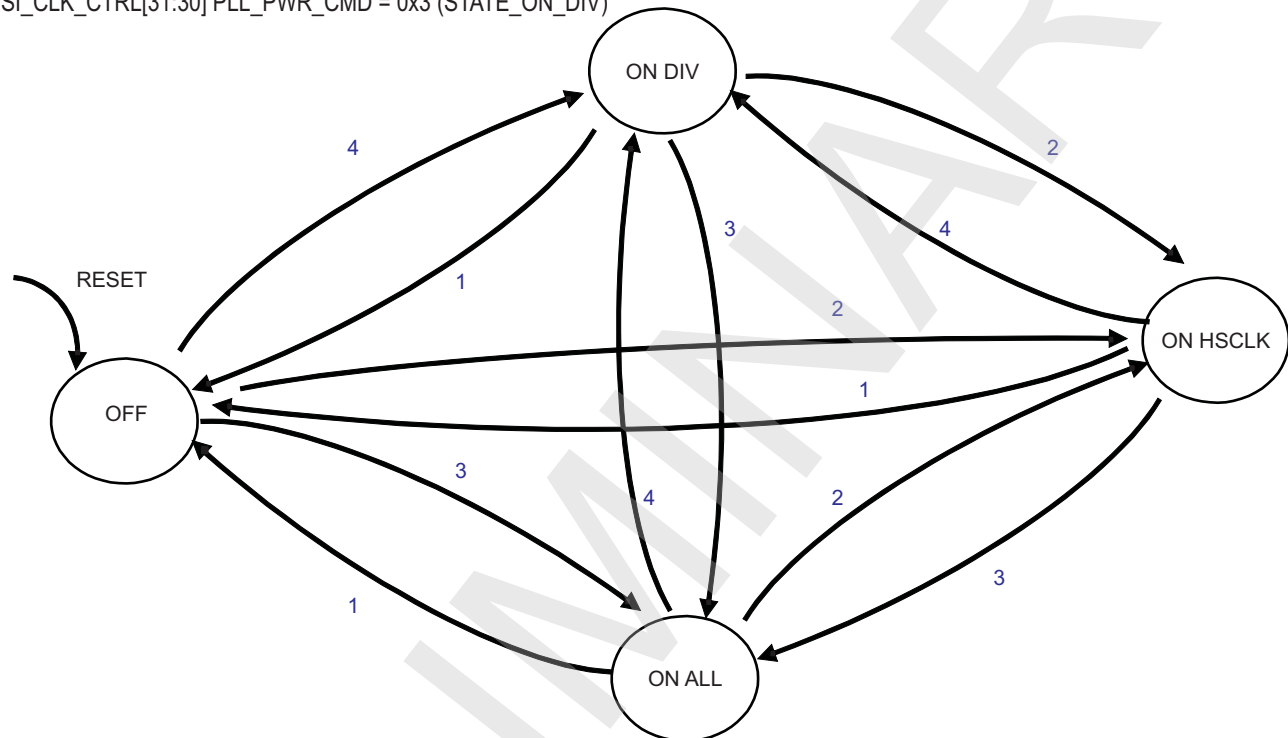 SI_CLK_CTRL[31:30] PLL_PWR_CMD = 0x3 (STATE_ON_DIV)
ON DIV
4
2
3
4
1
RESET
2
ON HSCLK
1
OFF
3
4
2
3
1
ON ALL